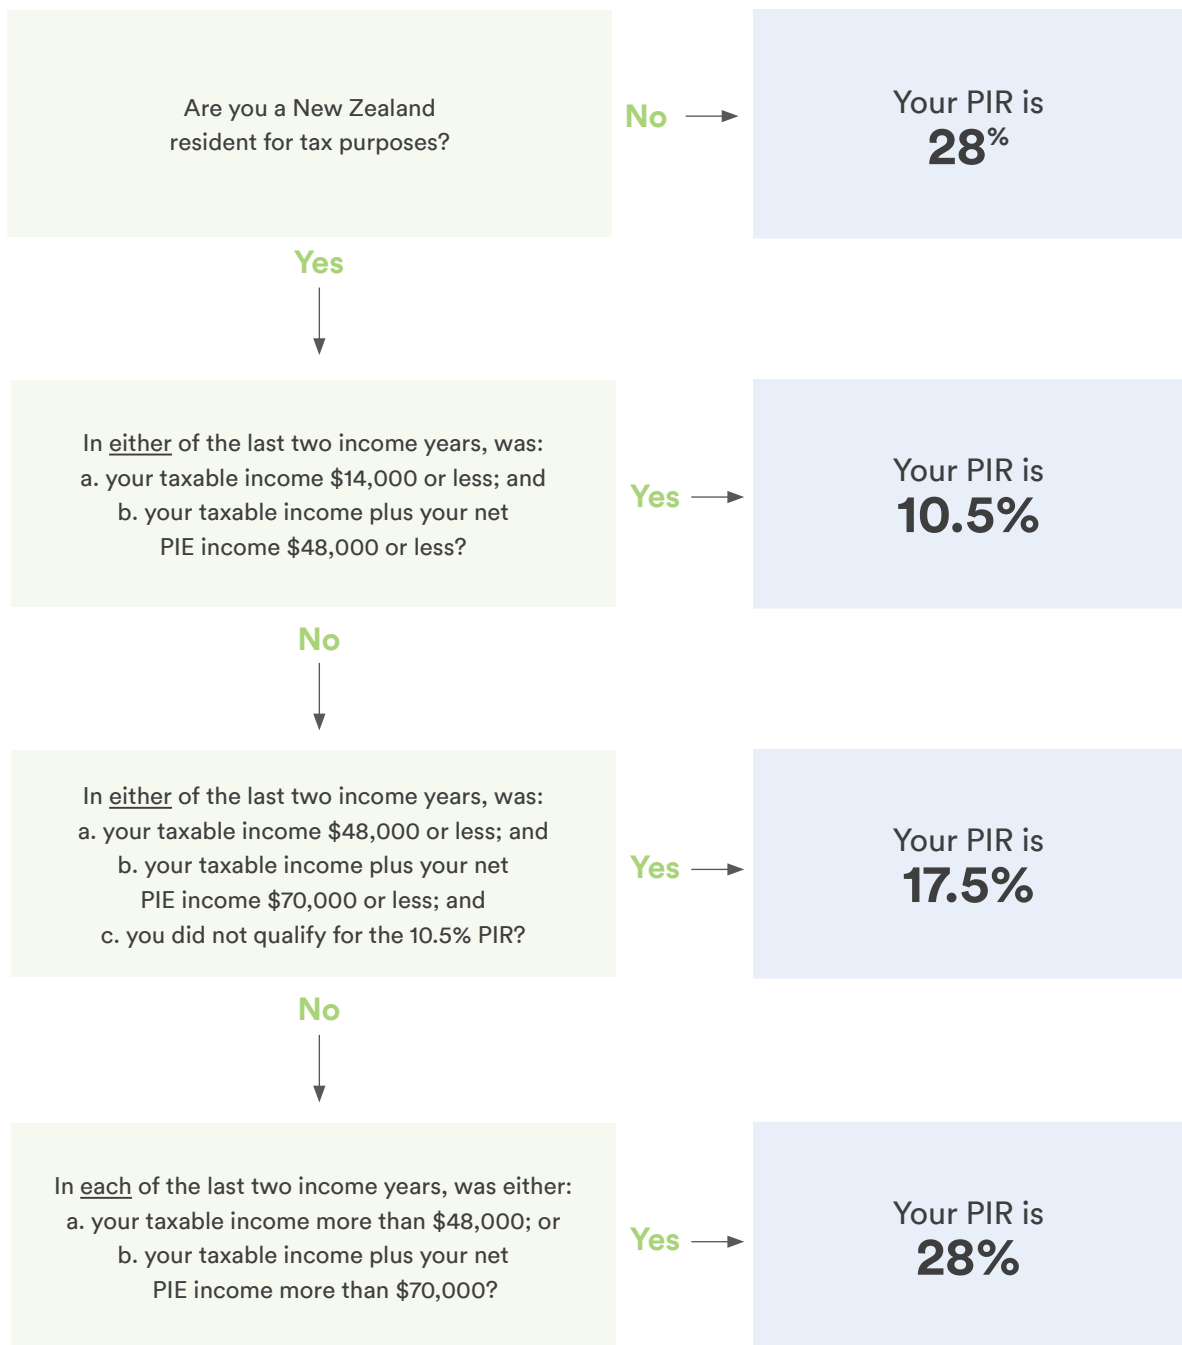 Are you a New Zealand
resident for tax purposes?
No
Your PIR is
28%
Yes
In either of the last two income years, was:
a. your taxable income $14,000 or less; and
b. your taxable income plus your net
PIE income $48,000 or less?
Yes
Your PIR is
10.5%
No
In either of the last two income years, was:
a. your taxable income $48,000 or less; and
b. your taxable income plus your net
PIE income $70,000 or less; and
c. you did not qualify for the 10.5% PIR?
Yes
Your PIR is
17.5%
No
In each of the last two income years, was either:
a. your taxable income more than $48,000; or
b. your taxable income plus your net
PIE income more than $70,000?
Yes
Your PIR is
28%